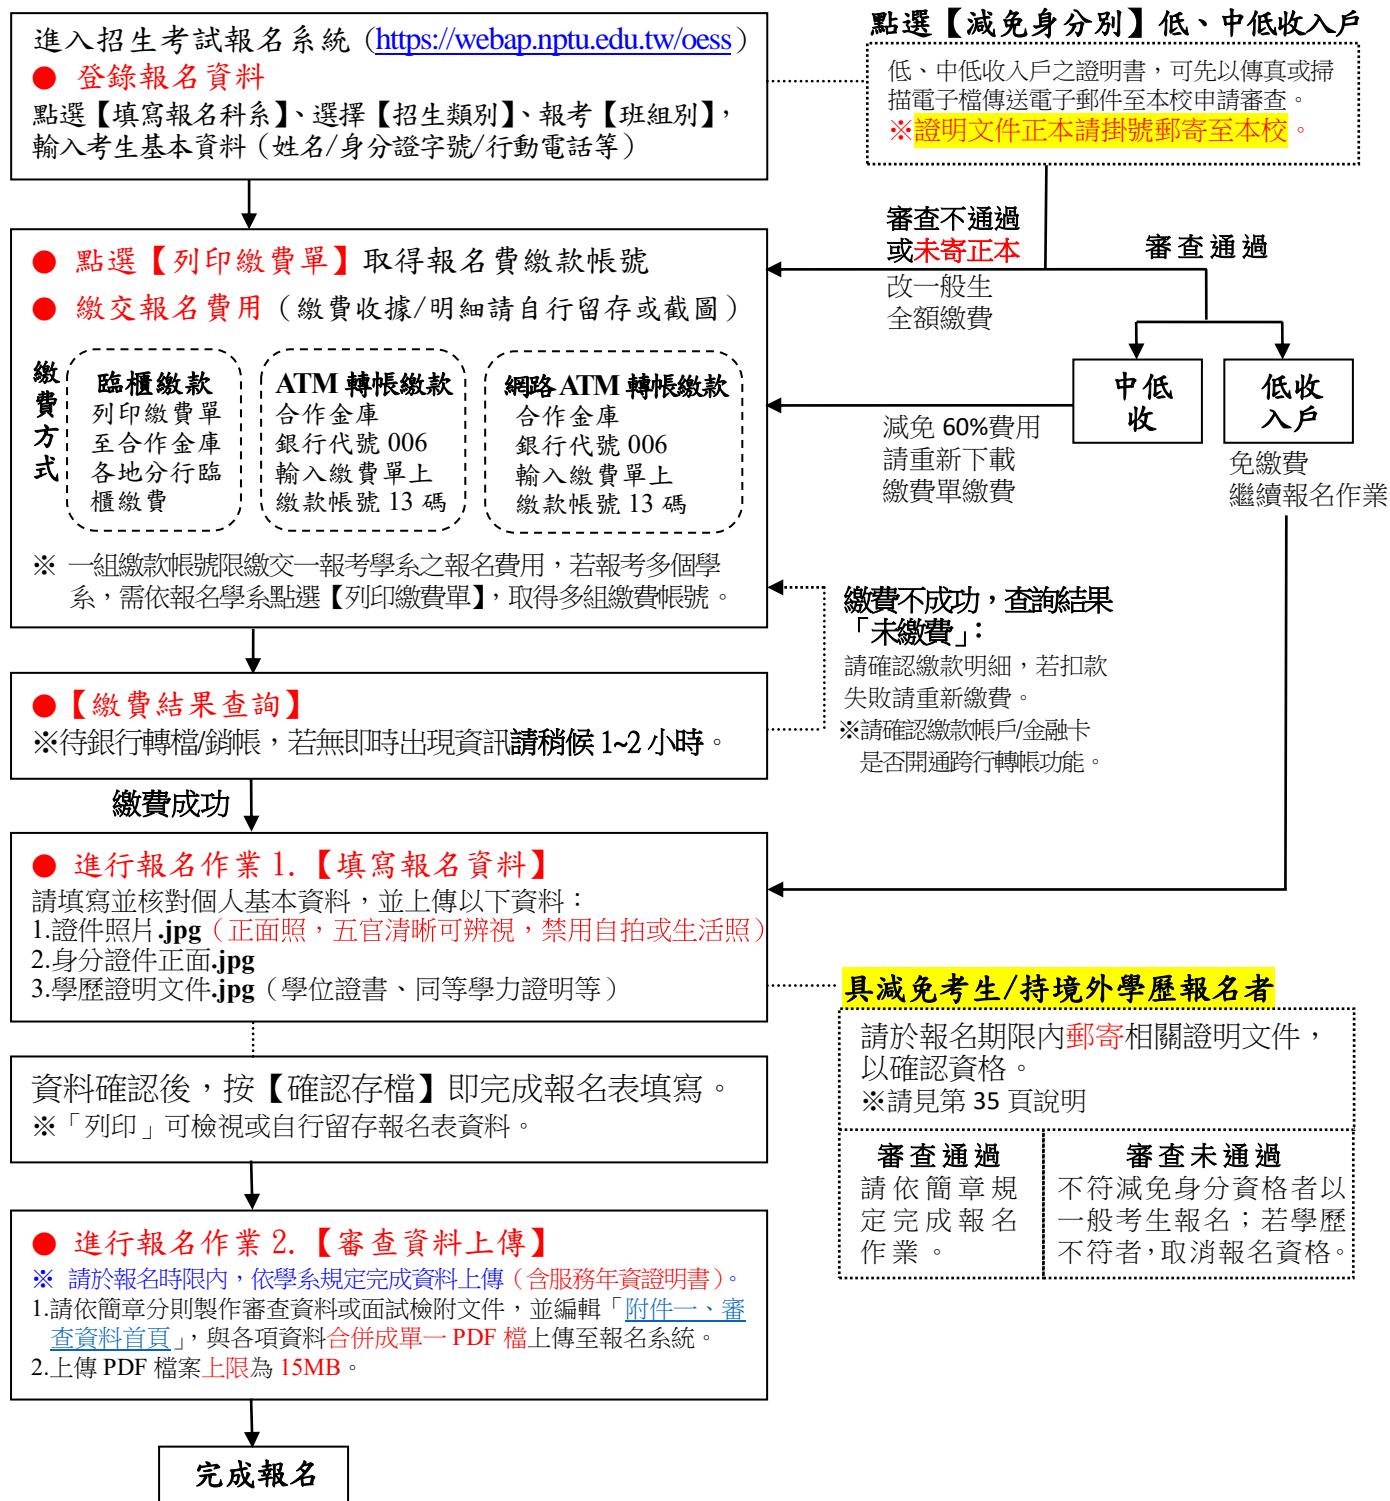 進入招生考試報名系統（https://webap.nptu.edu.tw/oess）
● 登錄報名資料
點選【填寫報名科系】、選擇【招生類別】、報考【班組別】，
輸入考生基本資料（姓名/身分證字號/行動電話等）
點選【減免身分別】低、中低收入戶
低、中低收入戶之證明書，可先以傳真或掃
描電子檔傳送電子郵件至本校申請審查。
※證明文件正本請掛號郵寄至本校。
審查不通過
或未寄正本
改一般生
全額繳費
審查通過
● 點選【列印繳費單】取得報名費繳款帳號
● 繳交報名費用（繳費收據/明細請自行留存或截圖）
繳費方式
臨櫃繳款
列印繳費單
至合作金庫
各地分行臨
櫃繳費
ATM 轉帳繳款
合作金庫
銀行代號 006
輸入繳費單上
繳款帳號 13 碼
網路 ATM 轉帳繳款
合作金庫
銀行代號 006
輸入繳費單上
繳款帳號 13 碼
※ 一組繳款帳號限繳交一報考學系之報名費用，若報考多個學
系，需依報名學系點選【列印繳費單】，取得多組繳費帳號。
中低
收
低收
入戶
減免 60%費用
請重新下載
繳費單繳費
免繳費
繼續報名作業
繳費不成功，查詢結果
「未繳費」：
請確認繳款明細，若扣款
失敗請重新繳費。
※請確認繳款帳戶/金融卡
是否開通跨行轉帳功能。
●【繳費結果查詢】
※待銀行轉檔/銷帳，若無即時出現資訊請稍候 1~2 小時。
繳費成功
● 進行報名作業 1.【填寫報名資料】
請填寫並核對個人基本資料，並上傳以下資料：
1.證件照片.jpg（正面照，五官清晰可辨視，禁用自拍或生活照）
2.身分證件正面.jpg
3.學歷證明文件.jpg（學位證書、同等學力證明等）
具減免考生/持境外學歷報名者
請於報名期限內郵寄相關證明文件，
以確認資格。
※請見第 35 頁說明
審查通過
請依簡章規
定完成報名
作業。
審查未通過
不符減免身分資格者以
一般考生報名；若學歷
不符者，取消報名資格。
資料確認後，按【確認存檔】即完成報名表填寫。
※「列印」可檢視或自行留存報名表資料。
● 進行報名作業 2.【審查資料上傳】
※ 請於報名時限內，依學系規定完成資料上傳（含服務年資證明書）。
1.請依簡章分則製作審查資料或面試檢附文件，並編輯「附件一、審
查資料首頁」，與各項資料合併成單一 PDF 檔上傳至報名系統。
2.上傳 PDF 檔案上限為 15MB。
完成報名